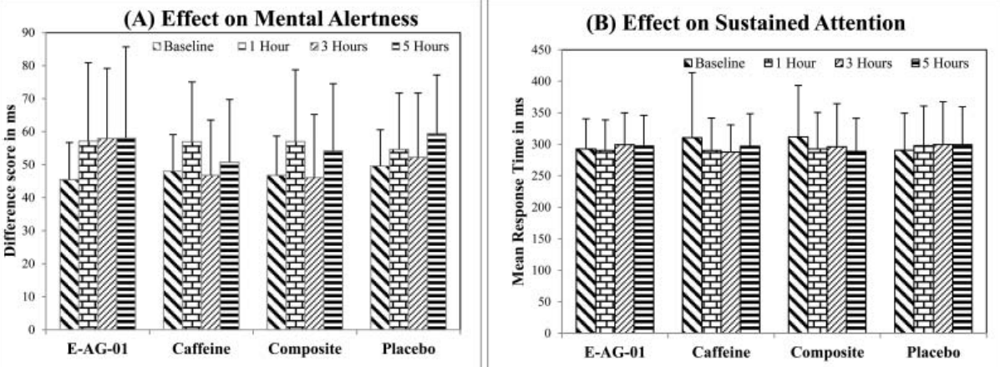 (A) Effect on Mental Alertness
Difference score in ms
90
80
70
60
50
40
30
20
10
0
Baseline 1 Hour 3 Hours 5 Hours
E-AG-01 Caffeine Composite Placebo
(B) Effect on Sustained Attention
Mean Response Time in ms
450
400
350
300
250
200
150
100
50
0
Baseline 1 Hour 3 Hours 5 Hours
E-AG-01 Caffeine Composite Placebo